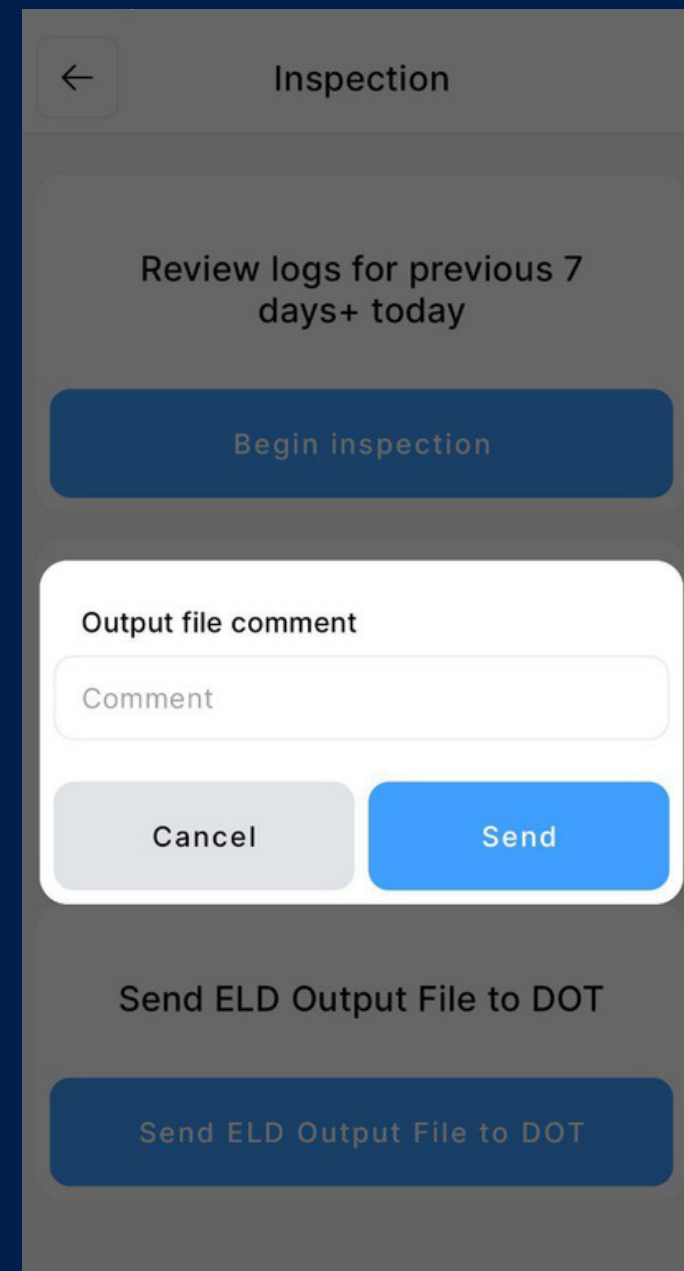 Inspection
Review logs for previous 7
days+ today
Begin inspection
Output file comment
Comment
Cancel
Send
Send ELD Output File to DOT
Send ELD Output File to DOT